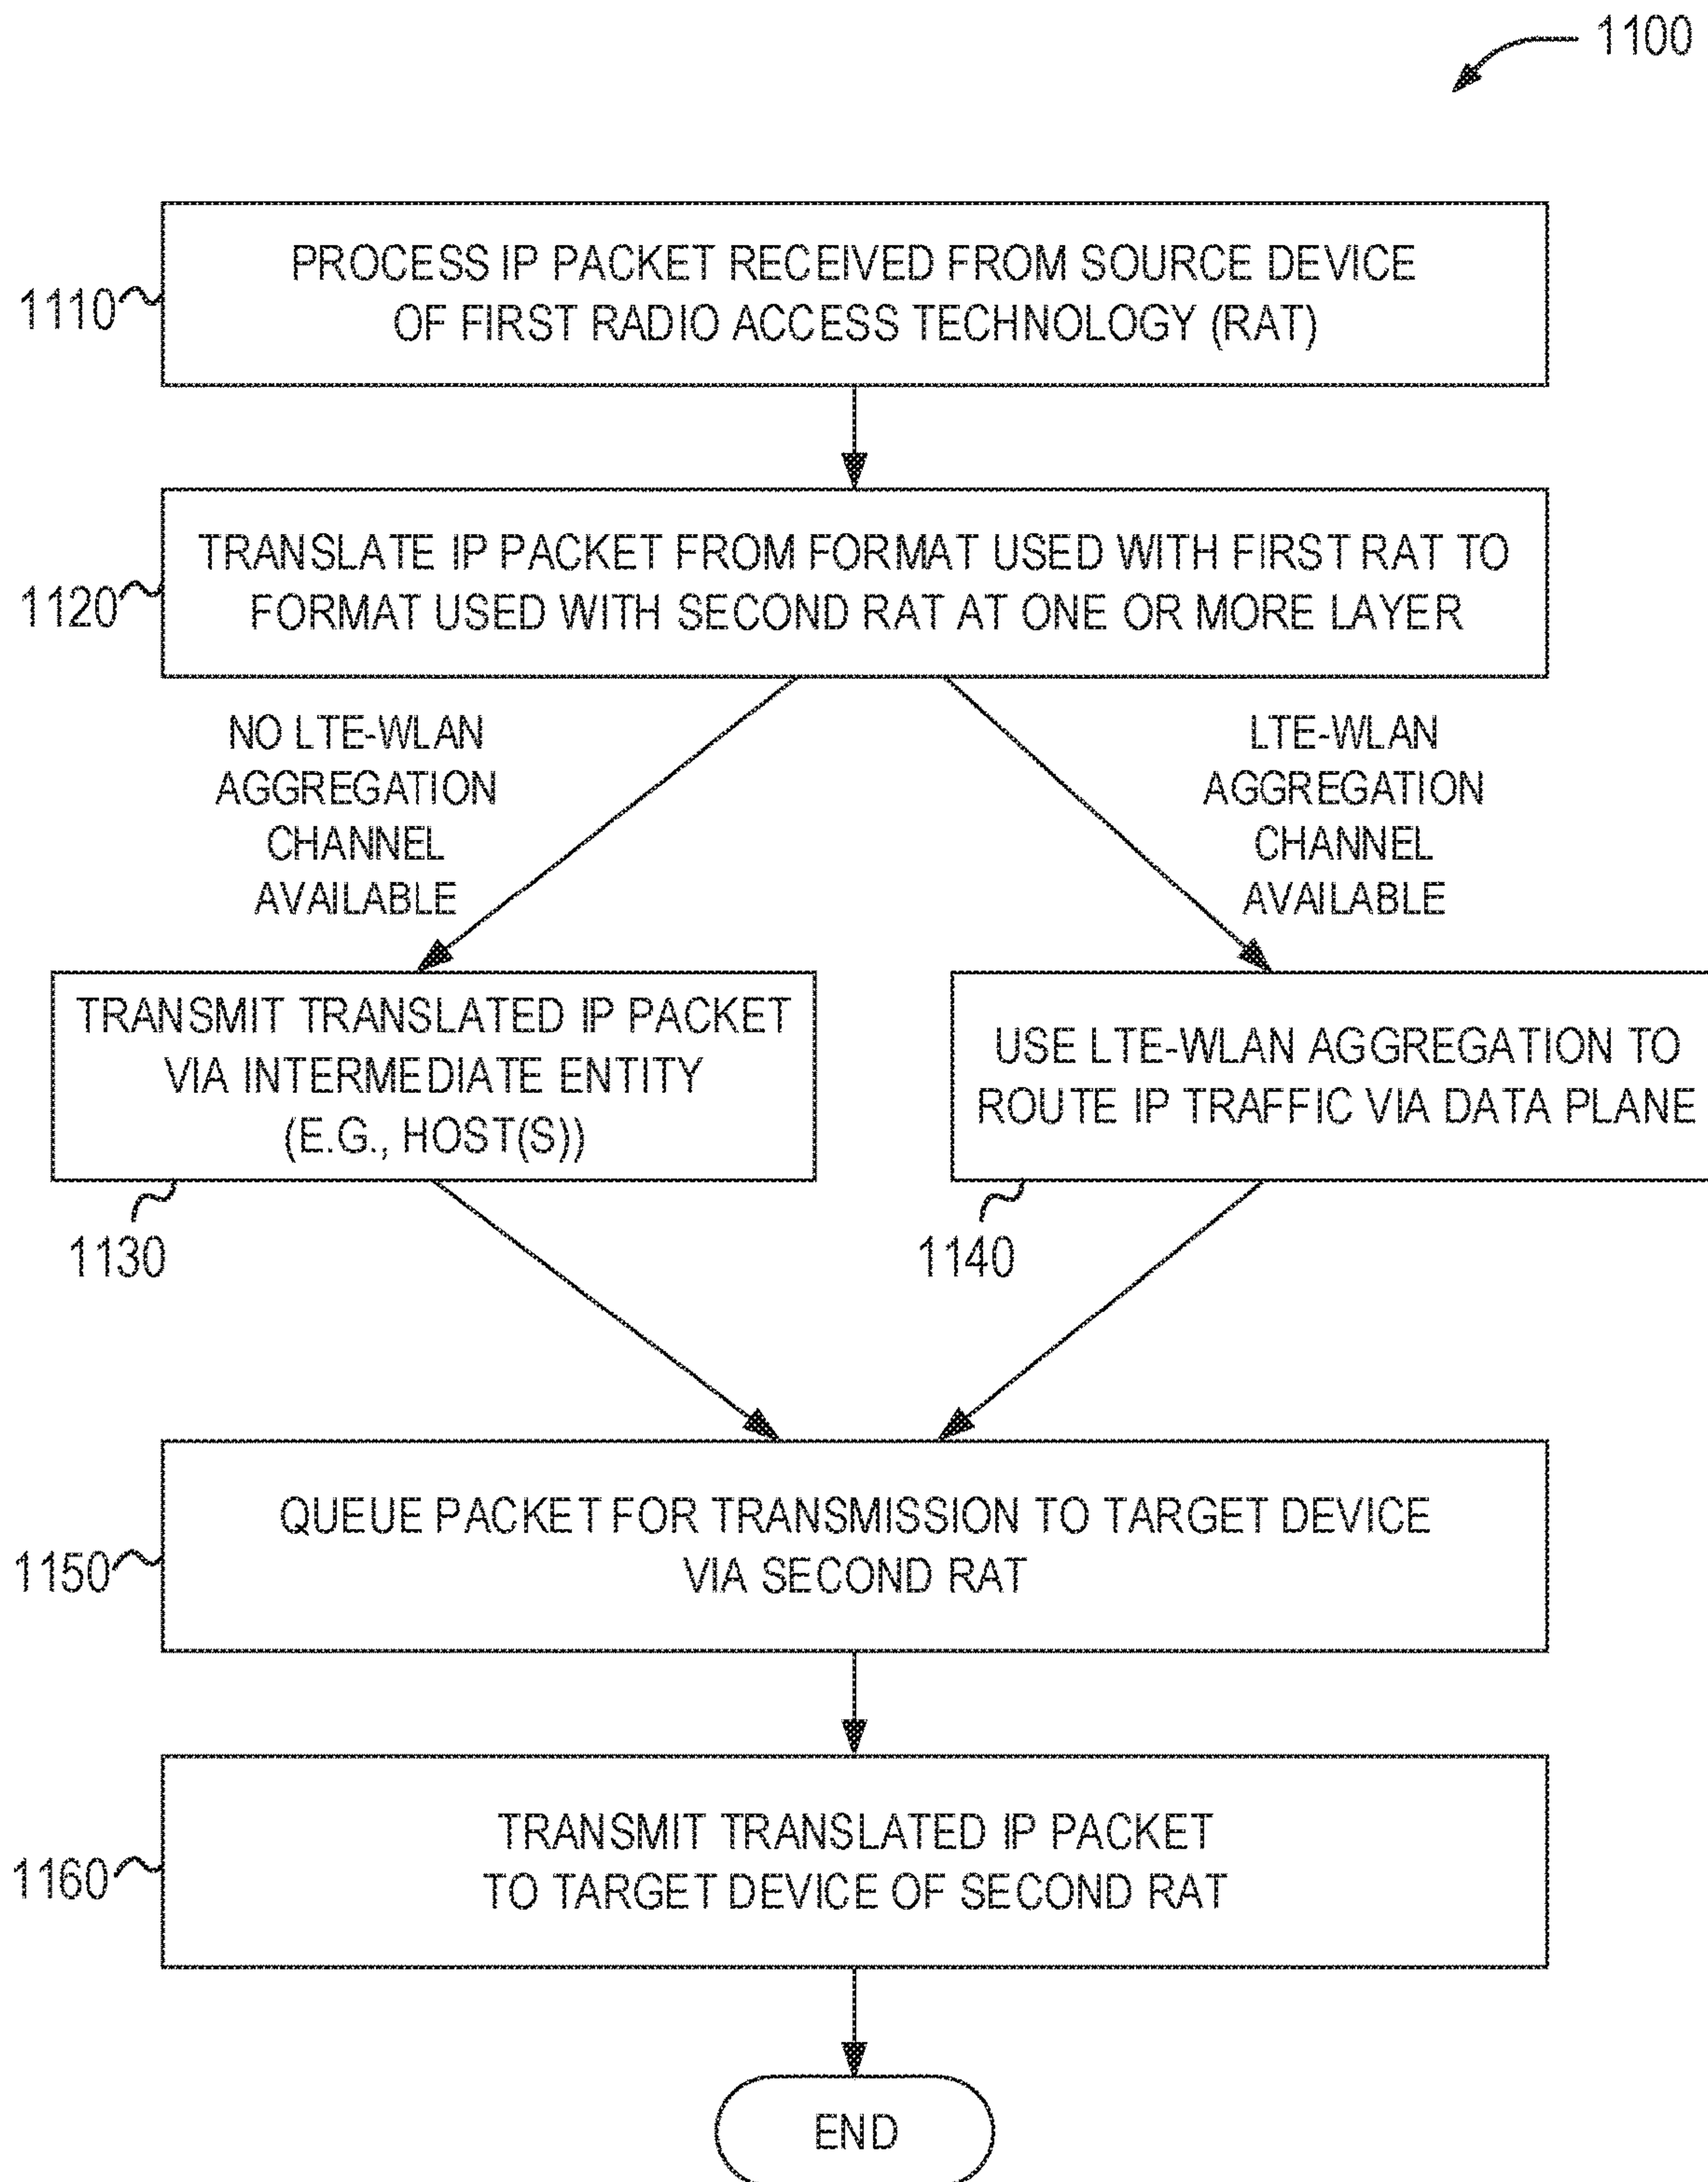 1100
PROCESS IP PACKET RECEIVED FROM SOURCE DEVICE
OF FIRST RADIO ACCESS TECHNOLOGY (RAT)
1110
TRANSLATE IP PACKET FROM FORMAT USED WITH FIRST RAT TO
FORMAT USED WITH SECOND RAT AT ONE OR MORE LAYER
1120
NO LTE-WLAN
AGGREGATION
CHANNEL
AVAILABLE
LTE-WLAN
AGGREGATION
CHANNEL
AVAILABLE
TRANSMIT TRANSLATED IP PACKET
VIA INTERMEDIATE ENTITY
(E.G., HOST(S))
1130
USE LTE-WLAN AGGREGATION TO
ROUTE IP TRAFFIC VIA DATA PLANE
1140
QUEUE PACKET FOR TRANSMISSION TO TARGET DEVICE
VIA SECOND RAT
1150
TRANSMIT TRANSLATED IP PACKET
TO TARGET DEVICE OF SECOND RAT
1160
END